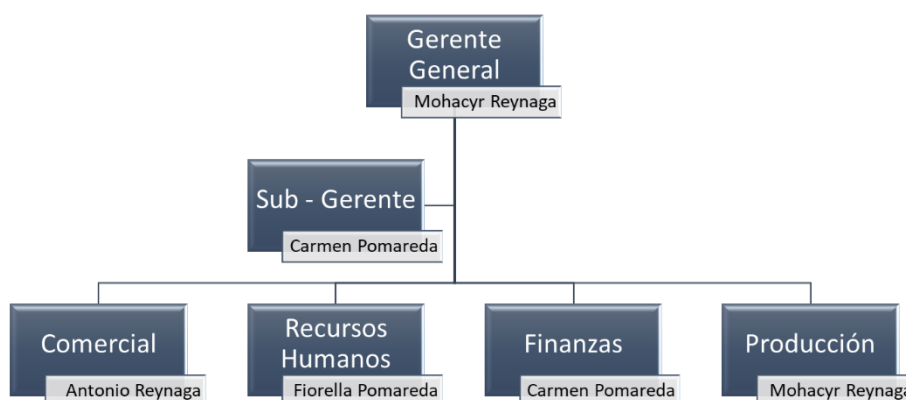 Gerente
General
Mohacyr Reynaga
Sub - Gerente
Carmen Pomareda
Comercial
Antonio Reynaga
Recursos
Humanos
Fiorella Pomareda
Finanzas
Carmen Pomareda
Producción
Mohacyr Reynaga